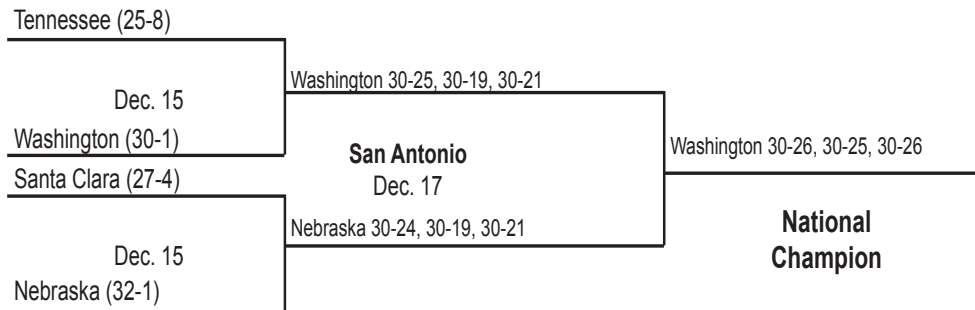 Tennessee (25-8)
Washington 30-25, 30-19, 30-21
Dec. 15
Washington (30-1)
San Antonio
Washington 30-26, 30-25, 30-26
Santa Clara (27-4)
Dec. 17
Nebraska 30-24, 30-19, 30-21
National
Champion
Dec. 15
Nebraska (32-1)